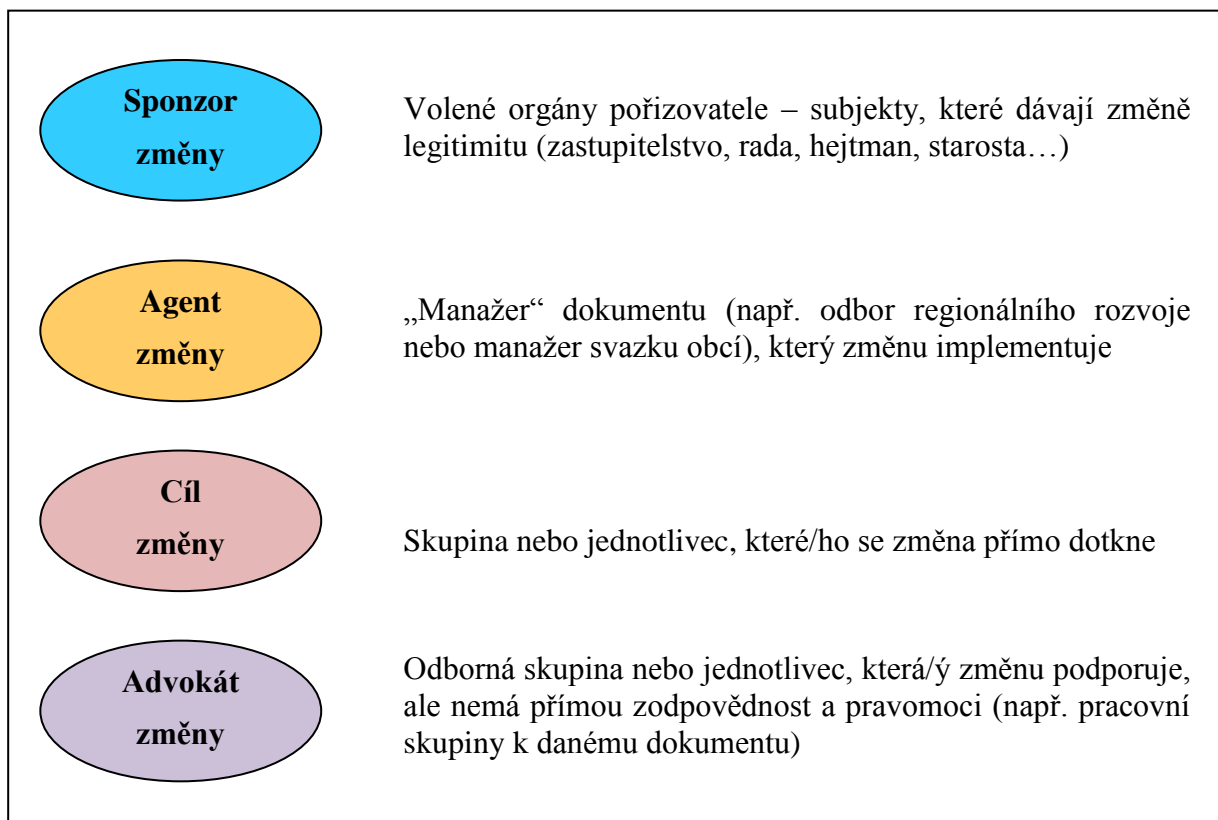 Sponzor
změny
Volené orgány pořizovatele – subjekty, které dávají změně
legitimitu (zastupitelstvo, rada, hejtman, starosta…)
Agent
změny
„Manažer“ dokumentu (např. odbor regionálního rozvoje
nebo manažer svazku obcí), který změnu implementuje
Cíl
změny
Skupina nebo jednotlivec, které/ho se změna přímo dotkne
Advokát
změny
Odborná skupina nebo jednotlivec, která/ý změnu podporuje,
ale nemá přímou zodpovědnost a pravomoci (např. pracovní
skupiny k danému dokumentu)